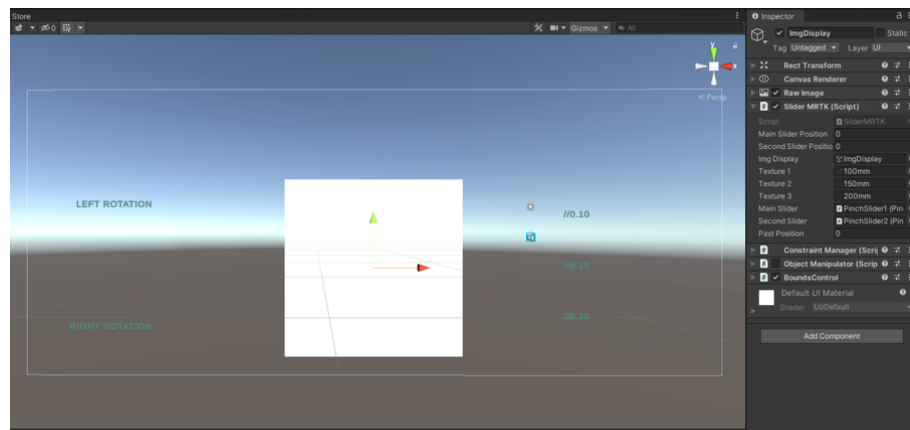 Store
Gizmos
All
y
x
Persp
LEFT ROTATION
//0.10
//0.15
RIGHT ROTATION
//0.20
Inspector
ImgDisplay
Static
Tag Untagged Layer UI
Rect Transform
Canvas Renderer
Raw Image
Slider MRTK (Script)
Script SliderMRTK
Main Slider Position 0
Second Slider Positio 0
Img Display ImgDisplay
Texture 1 100mm
Texture 2 150mm
Texture 3 200mm
Main Slider PinchSlider1 (Pin
Second Slider PinchSlider2 (Pin
Past Position 0
Constraint Manager (Scrip
Object Manipulator (Scrip
BoundsControl
Default UI Material
Shader UI/Default
Add Component